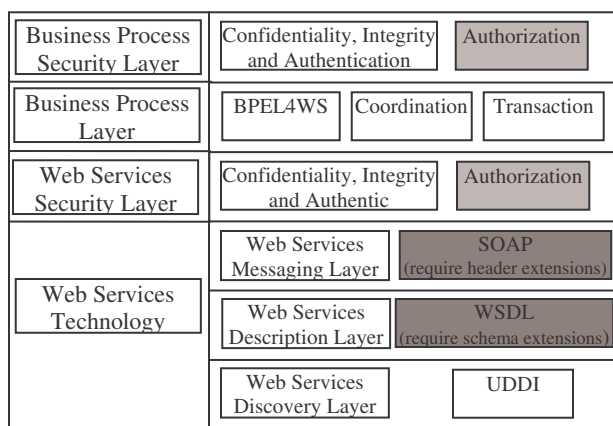 Business Process
Security Layer
Confidentiality, Integrity
and Authentication
Authorization
Business Process
Layer
BPEL4WS
Coordination
Transaction
Web Services
Security Layer
Confidentiality, Integrity
and Authentic
Authorization
Web Services
Technology
Web Services
Messaging Layer
SOAP
(require header extensions)
Web Services
Description Layer
WSDL
(require schema extensions)
Web Services
Discovery Layer
UDDI